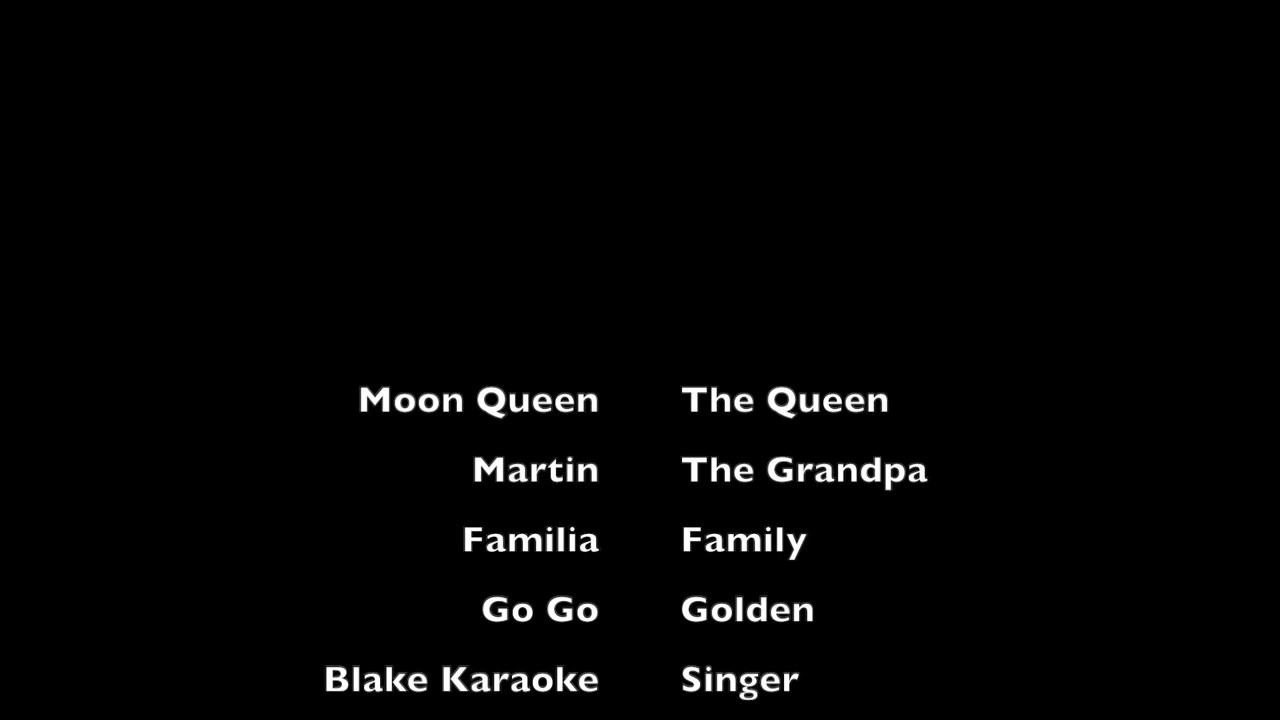 Moon Queen The Queen
Martin The Grandpa
Familia Family
Go Go Golden
Blake Karaoke Singer